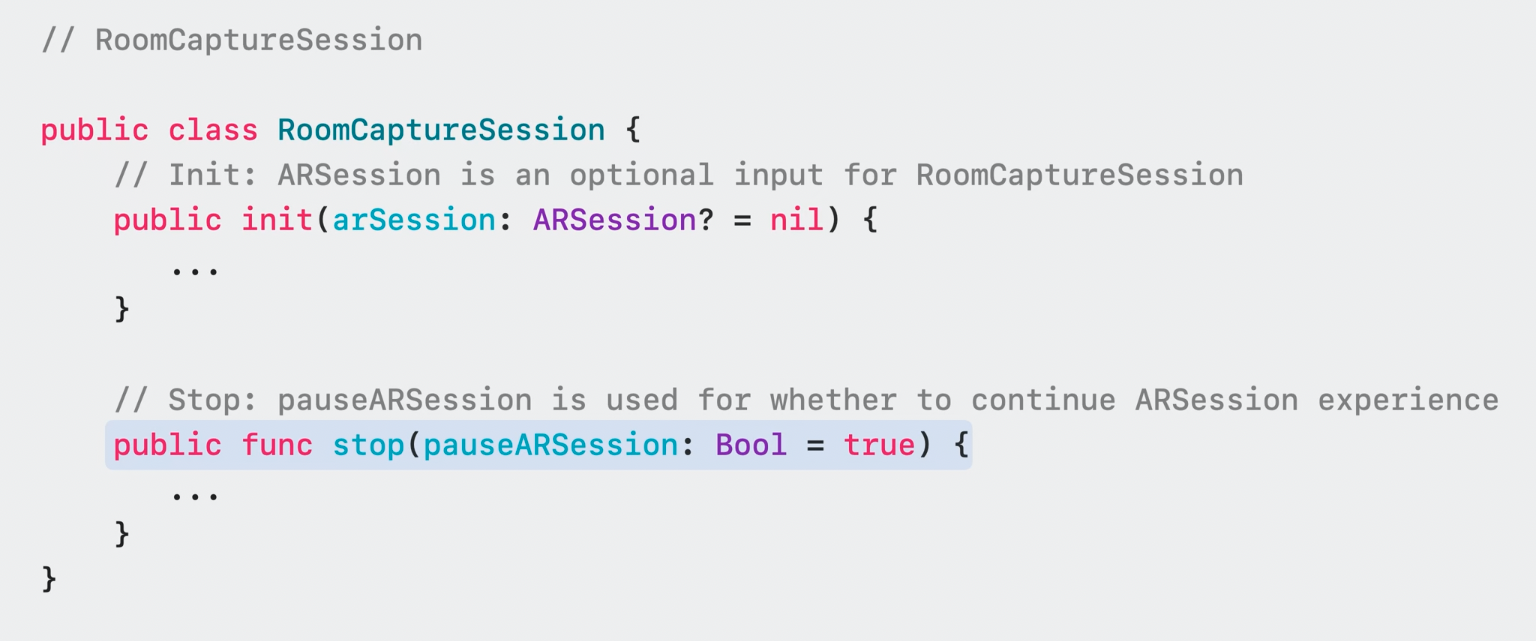 // RoomCaptureSession
public class RoomCaptureSession {
// Init: ARSession is an optional input for RoomCaptureSession
public init(arSession: ARSession? = nil) {
...
}
// Stop: pauseARSession is used for whether to continue ARSession experience
public func stop(pauseARSession: Bool = true) {
...
}
}